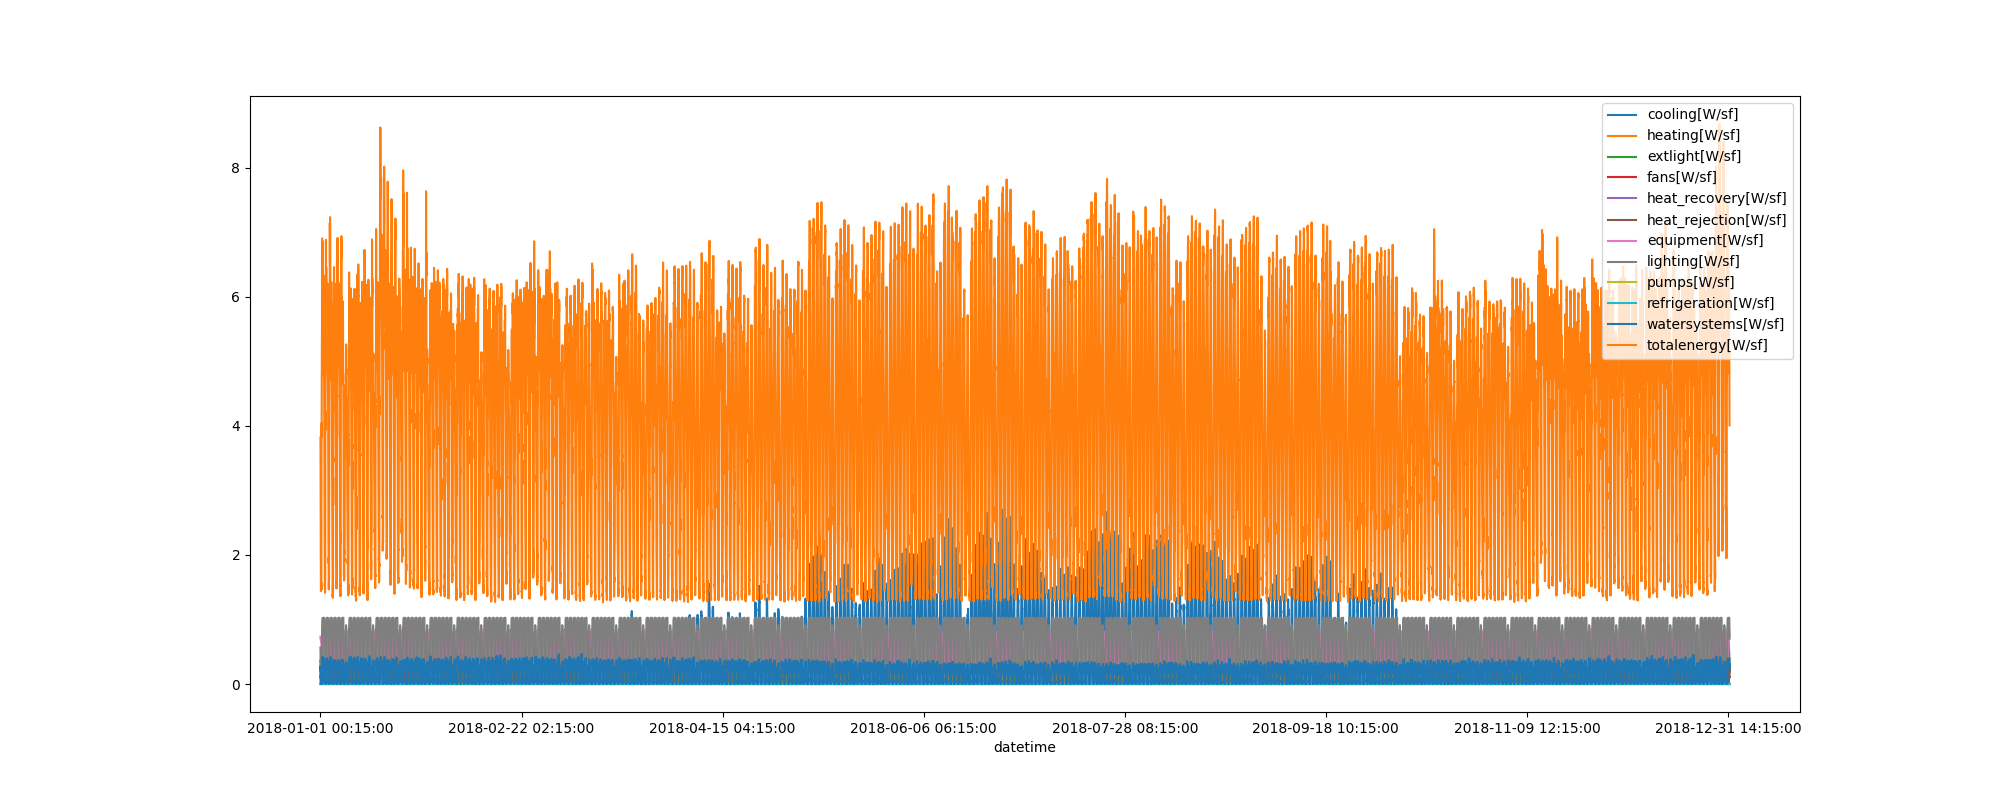 8
6
4
2
0
cooling[W/sf]
heating[W/sf]
extlight[W/sf]
fans[W/sf]
heat_recovery[W/sf]
heat_rejection[W/sf]
equipment[W/sf]
lighting[W/sf]
pumps[W/sf]
refrigeration[W/sf]
watersystems[W/sf]
totalenergy[W/sf]
2018-01-01 00:15:00 2018-02-22 02:15:00 2018-04-15 04:15:00 2018-06-06 06:15:00 2018-07-28 08:15:00 2018-09-18 10:15:00 2018-11-09 12:15:00 2018-12-31 14:15:00
datetime